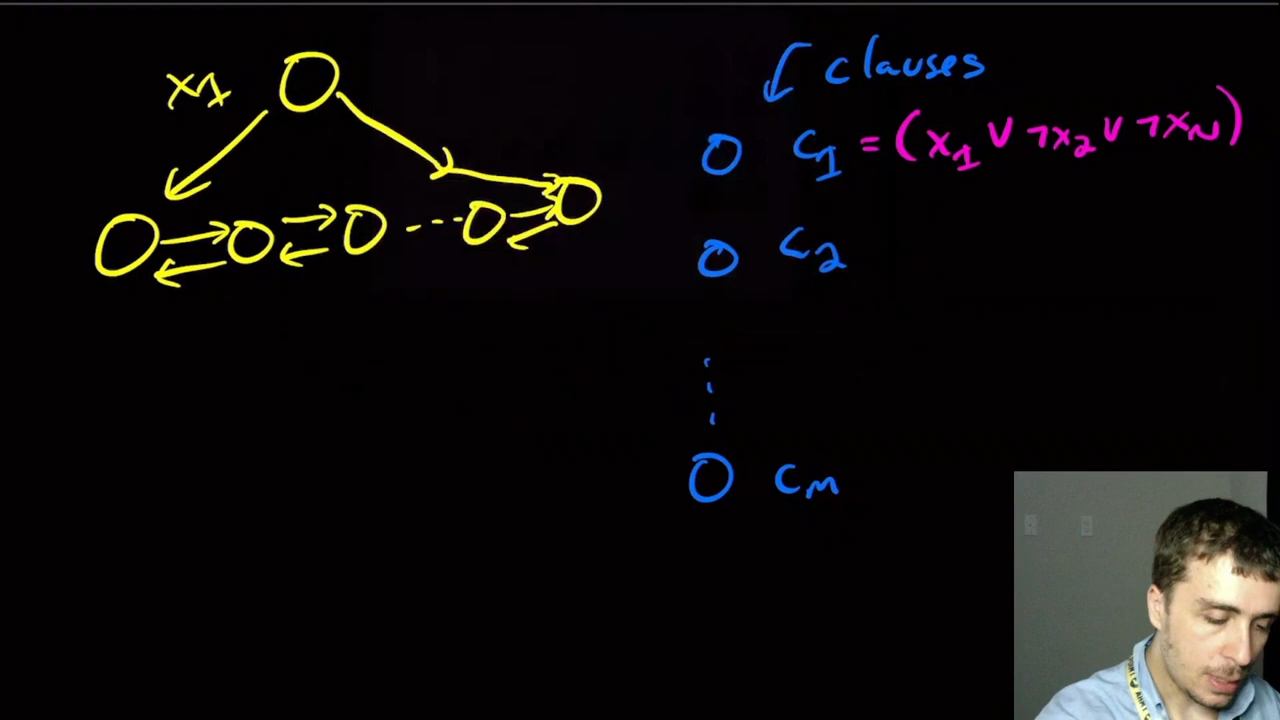 x1
clauses
C1 = (x1 ∨ ¬x2 ∨ ¬xN)
C2
Cm